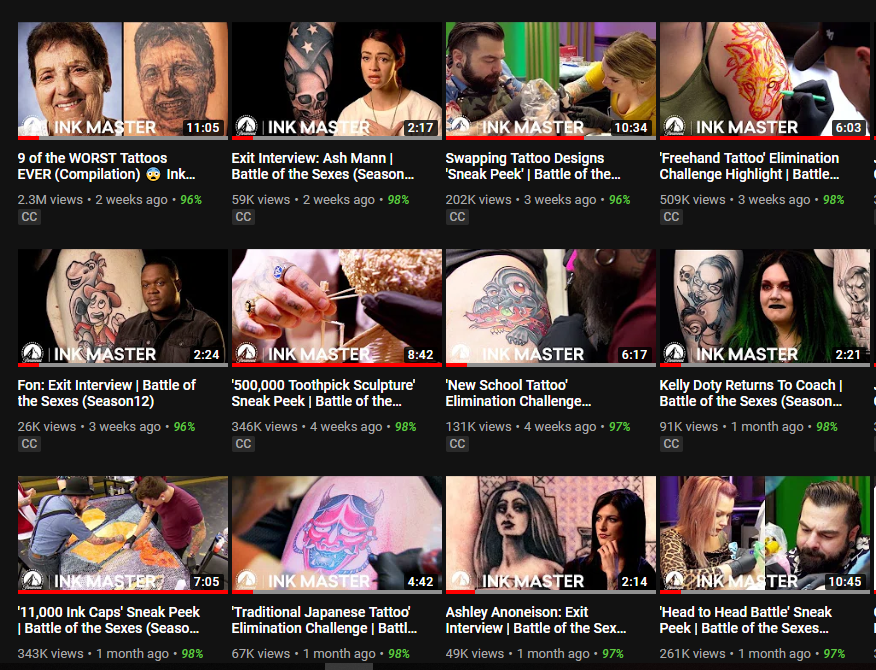 INK MASTER
11:05
INK MASTER
2:17
INK MASTER
10:34
INK MASTER
6:03
9 of the WORST Tattoos
EVER (Compilation) 😨 Ink...
2.3M views • 2 weeks ago • 96%
CC
Exit Interview: Ash Mann |
Battle of the Sexes (Season...
59K views • 2 weeks ago • 98%
CC
Swapping Tattoo Designs
'Sneak Peek' | Battle of the...
202K views • 3 weeks ago • 96%
CC
'Freehand Tattoo' Elimination
Challenge Highlight | Battle...
509K views • 3 weeks ago • 98%
CC
INK MASTER
2:24
INK MASTER
8:42
INK MASTER
6:17
INK MASTER
2:21
Fon: Exit Interview | Battle of
the Sexes (Season12)
26K views • 3 weeks ago • 96%
CC
'500,000 Toothpick Sculpture'
Sneak Peek | Battle of the...
346K views • 4 weeks ago • 98%
CC
'New School Tattoo'
Elimination Challenge...
131K views • 4 weeks ago • 97%
CC
Kelly Doty Returns To Coach |
Battle of the Sexes (Season...
91K views • 1 month ago • 98%
CC
INK MASTER
7:05
INK MASTER
4:42
INK MASTER
2:14
INK MASTER
10:45
'11,000 Ink Caps' Sneak Peek
| Battle of the Sexes (Seaso...
343K views • 1 month ago • 98%
'Traditional Japanese Tattoo'
Elimination Challenge | Battl...
67K views • 1 month ago • 98%
Ashley Anoneison: Exit
Interview | Battle of the Sex...
49K views • 1 month ago • 97%
'Head to Head Battle' Sneak
Peek | Battle of the Sexes...
261K views • 1 month ago • 97%